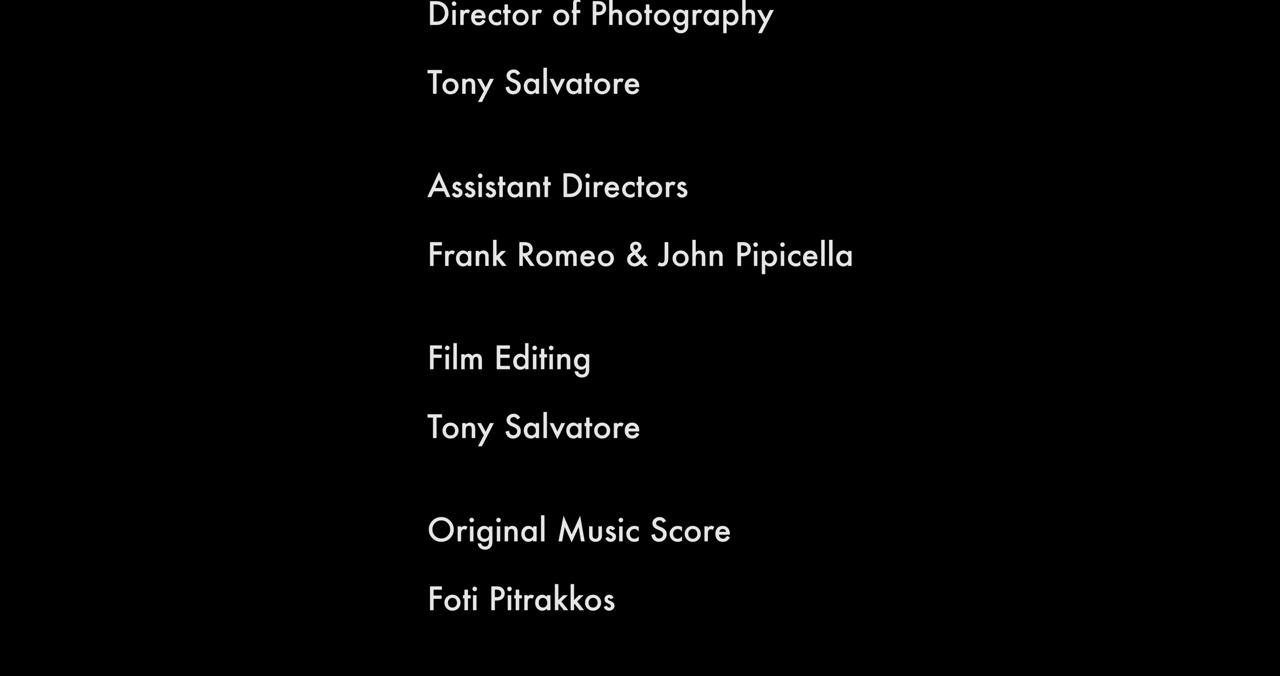 Director of Photography
Tony Salvatore
Assistant Directors
Frank Romeo & John Pipicella
Film Editing
Tony Salvatore
Original Music Score
Foti Pitrakkos